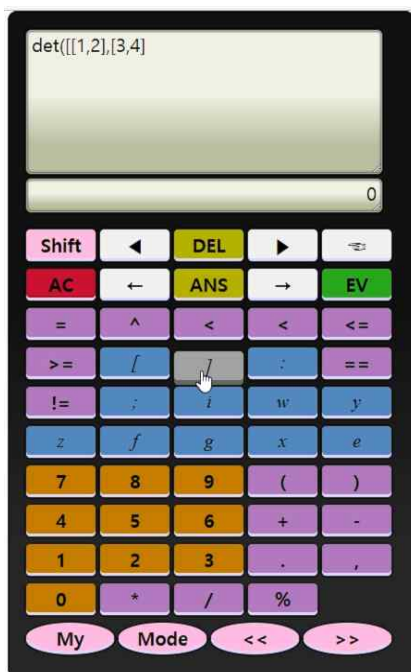 det([[1,2],[3,4]
0
Shift ◀ DEL ▶ ☜
AC ← ANS → EV
= ^ < < <=
>= [ ] : ==
!= ; i w y
z f g x e
7 8 9 ( )
4 5 6 + -
1 2 3 . ,
0 * / %
My Mode << >>